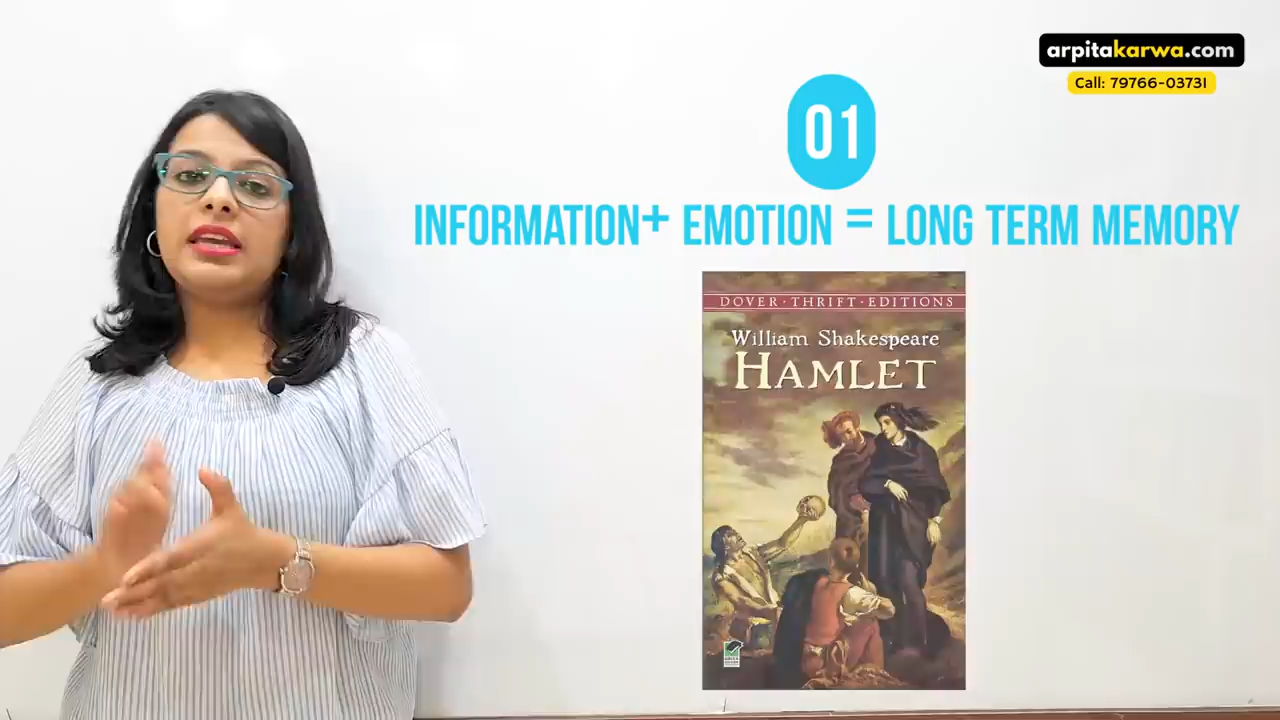 arpitakarwa.com
Call: 79766-03731
01
INFORMATION+ EMOTION = LONG TERM MEMORY
DOVER · THRIFT · EDITIONS
William Shakespeare
HAMLET